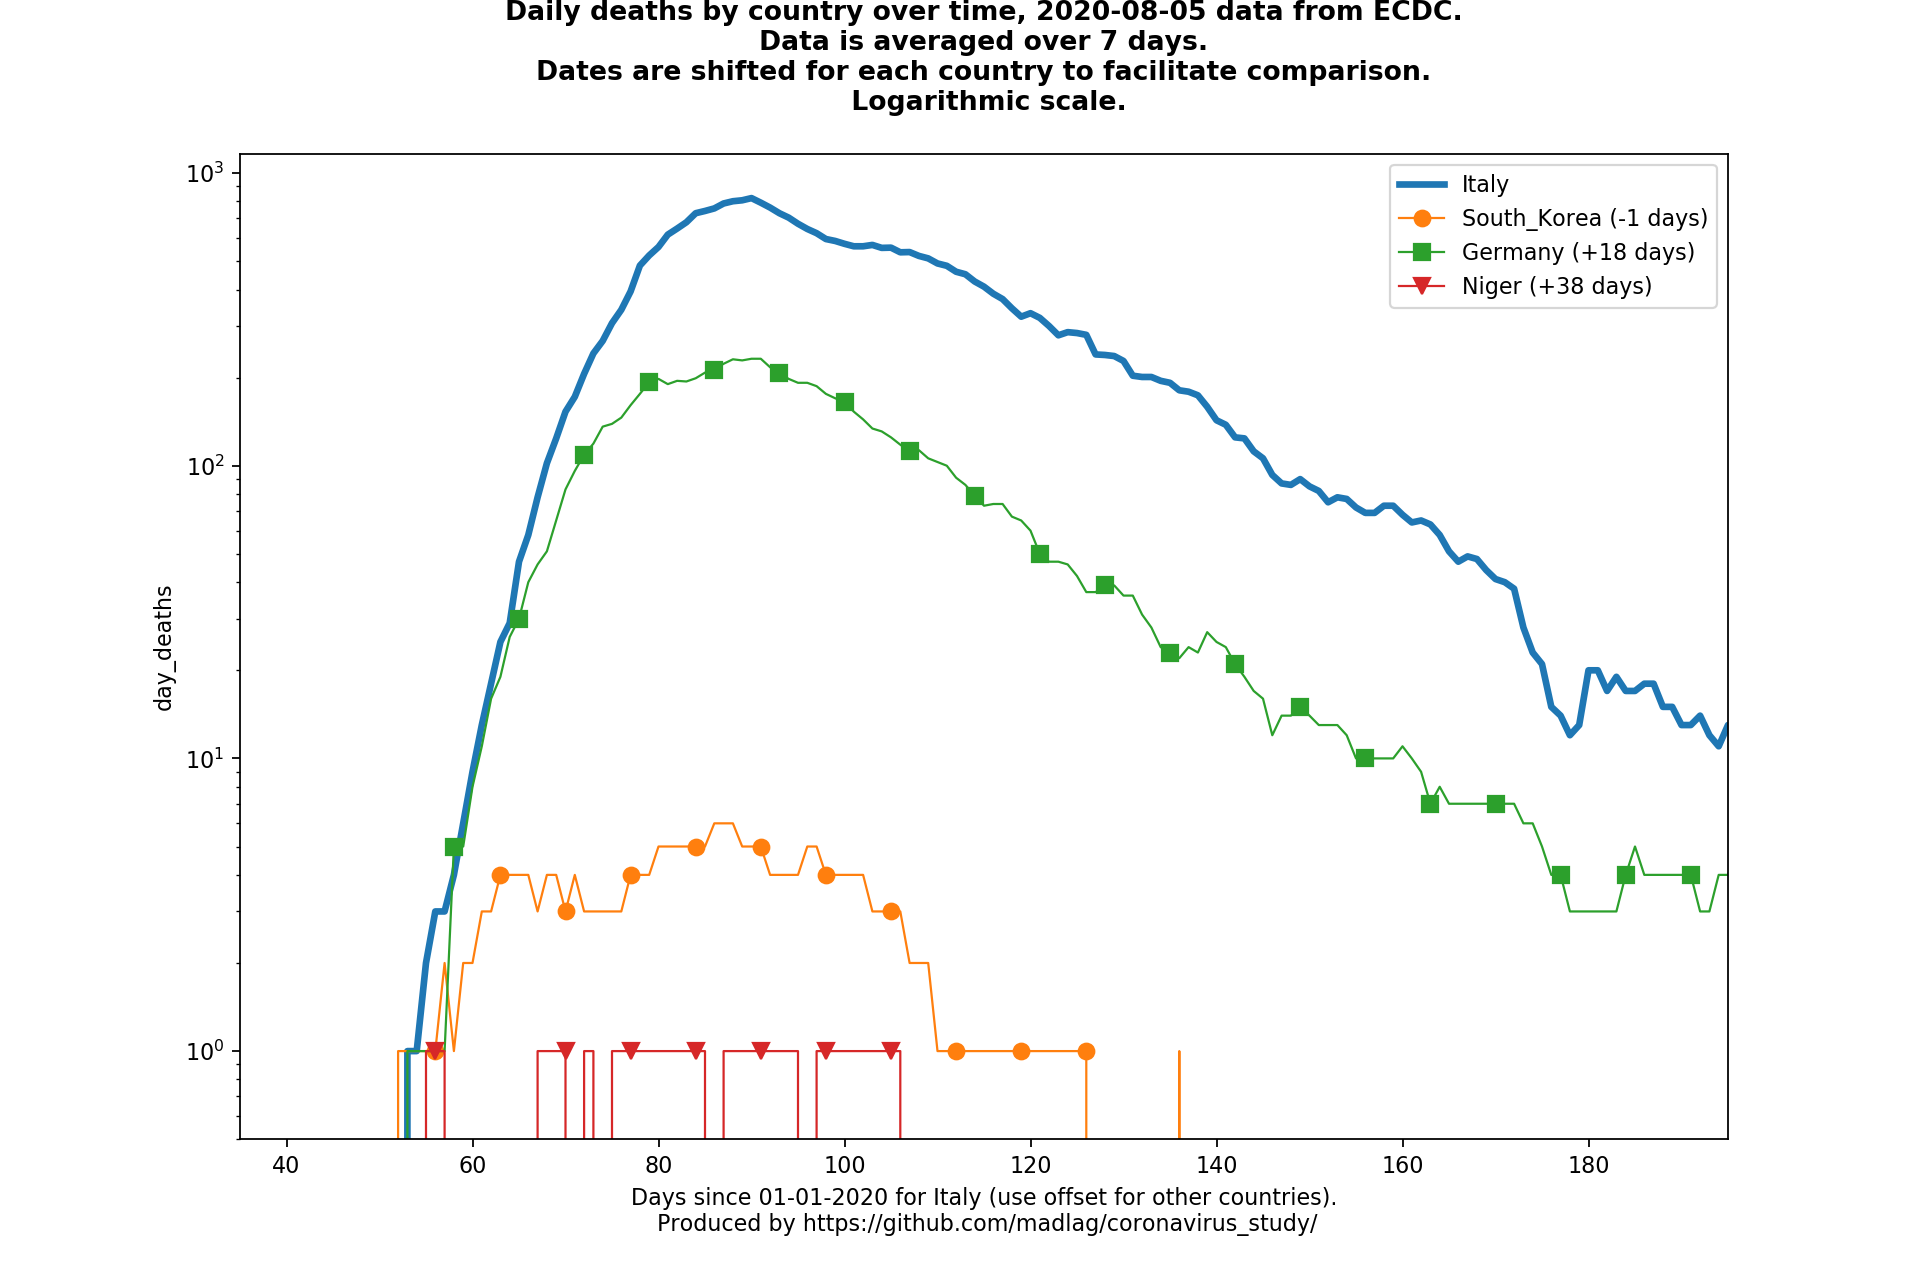 Daily deaths by country over time, 2020-08-05 data from ECDC.
Data is averaged over 7 days.
Dates are shifted for each country to facilitate comparison.
Logarithmic scale.
10³
10²
10¹
10⁰
day_deaths
Italy
South_Korea (-1 days)
Germany (+18 days)
Niger (+38 days)
40 60 80 100 120 140 160 180
Days since 01-01-2020 for Italy (use offset for other countries).
Produced by https://github.com/madlag/coronavirus_study/